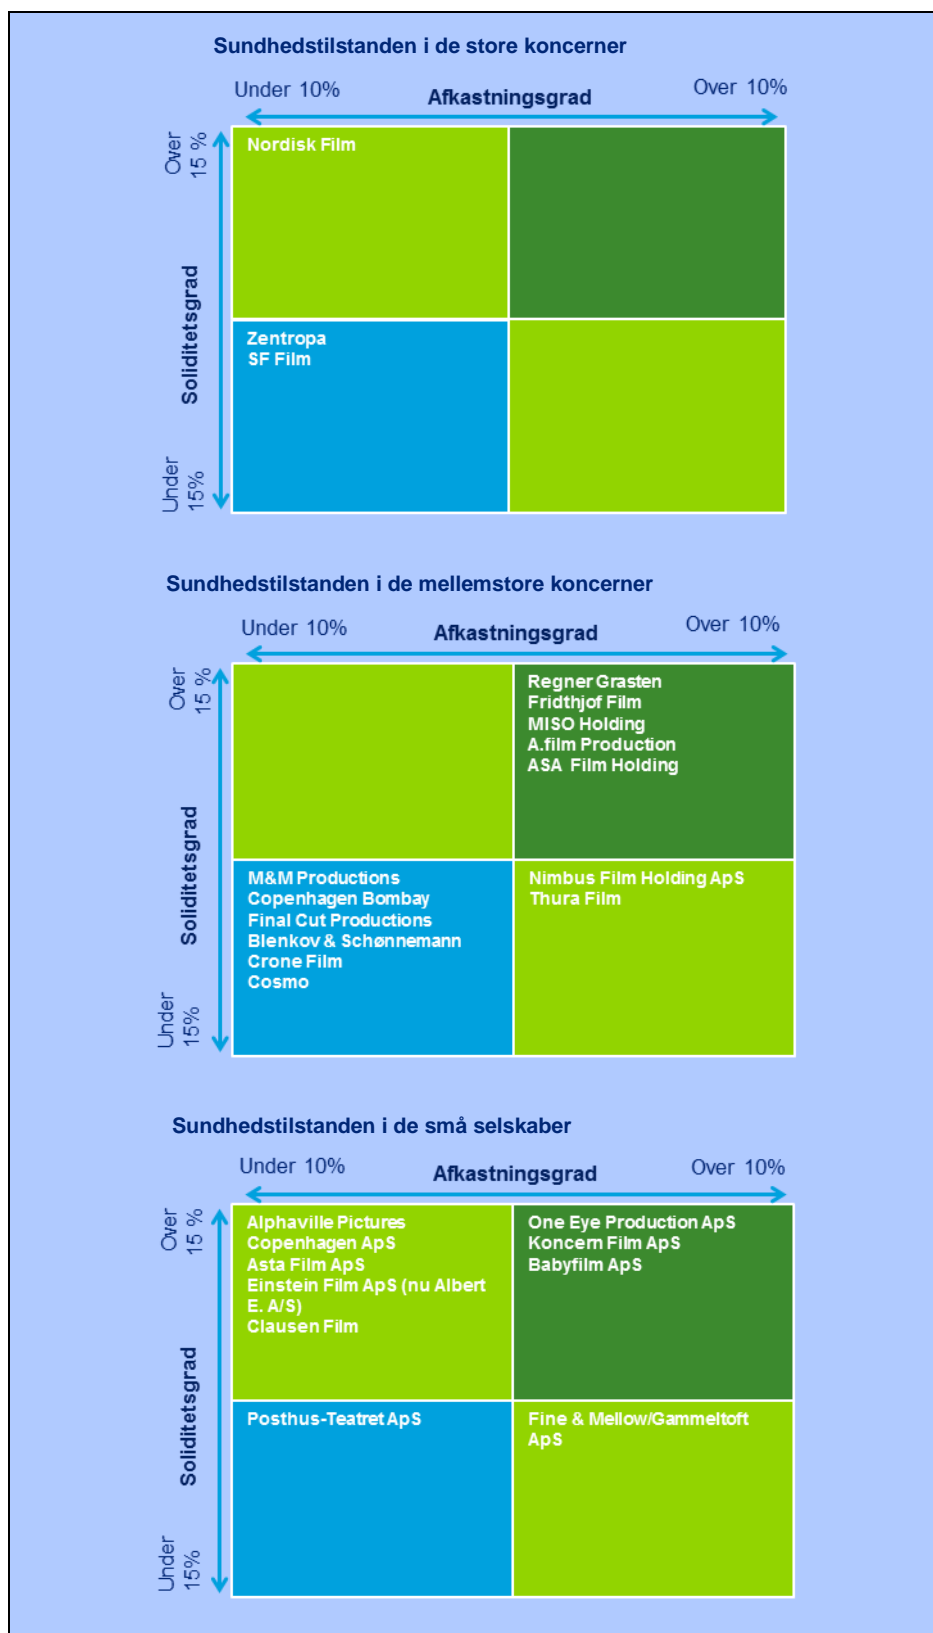 Sundhedstilstanden i de store koncerner
Under 10%
Afkastningsgrad
Over 10%
Over
15 %
Soliditetsgrad
Under
15%
Nordisk Film
Zentropa
SF Film
Sundhedstilstanden i de mellemstore koncerner
Under 10%
Afkastningsgrad
Over 10%
Over
15 %
Soliditetsgrad
Under
15%
Regner Grasten
Fridthjof Film
MISO Holding
A.film Production
ASA Film Holding
M&M Productions
Copenhagen Bombay
Final Cut Productions
Blenkov & Schønnemann
Crone Film
Cosmo
Nimbus Film Holding ApS
Thura Film
Sundhedstilstanden i de små selskaber
Under 10%
Afkastningsgrad
Over 10%
Over
15 %
Soliditetsgrad
Under
15%
Alphaville Pictures
Copenhagen ApS
Asta Film ApS
Einstein Film ApS (nu Albert
E. A/S)
Clausen Film
One Eye Production ApS
Koncern Film ApS
Babyfilm ApS
Posthus-Teatret ApS
Fine & Mellow/Gammeltoft
ApS